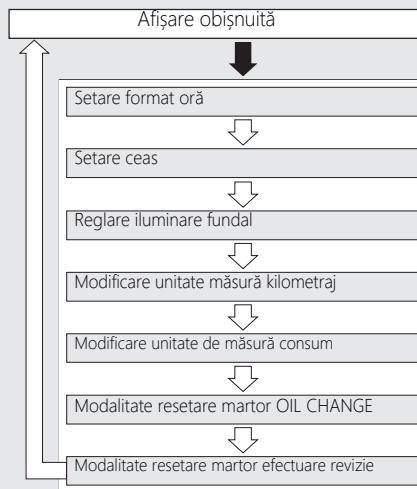 Afișare obișnuită
Setare format oră
Setare ceas
Reglare iluminare fundal
Modificare unitate măsură kilometraj
Modificare unitate de măsură consum
Modalitate resetare martor OIL CHANGE
Modalitate resetare martor efectuare revizie